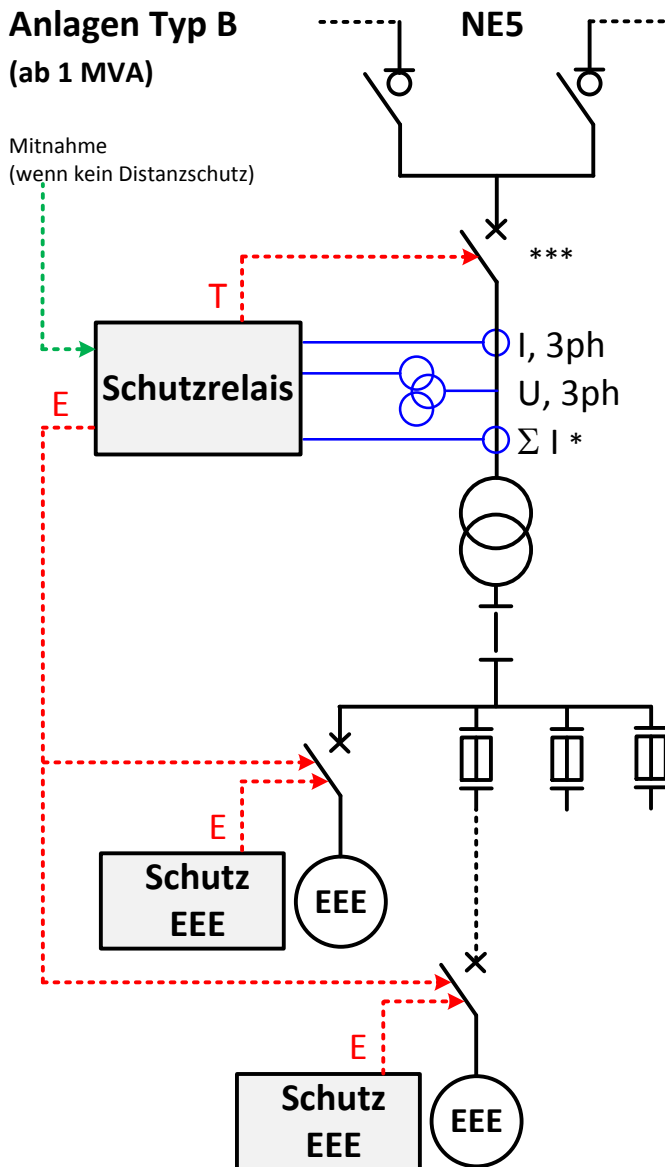 Anlagen Typ B
(ab 1 MVA)
NE5
Mitnahme
(wenn kein Distanzschutz)
***
T
I, 3ph
Schutzrelais
U, 3ph
E
Σ I *
E
Schutz
EEE
EEE
E
Schutz
EEE
EEE